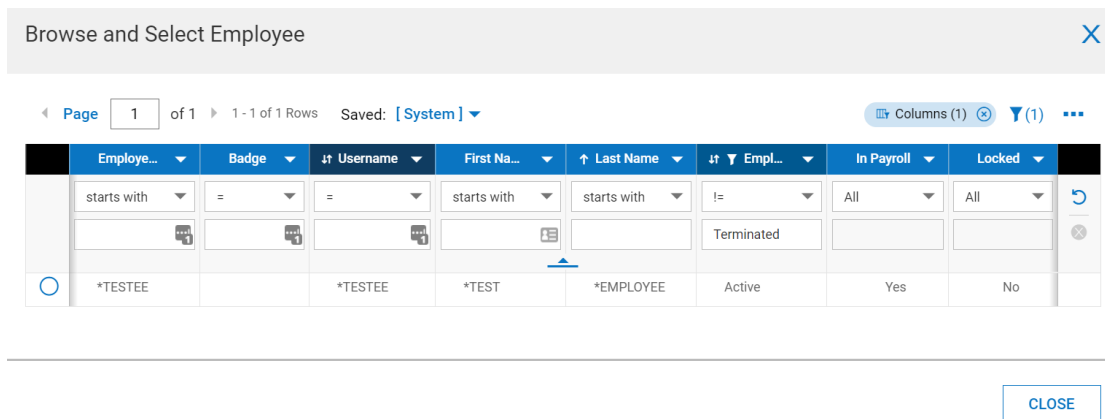 Browse and Select Employee X
Page 1 of 1 1 - 1 of 1 Rows Saved: [ System ] Columns (1) (1)
Employe... Badge Username First Na... Last Name Empl... In Payroll Locked
starts with = = starts with starts with != All All
Terminated
*TESTEE *TESTEE *TEST *EMPLOYEE Active Yes No
CLOSE